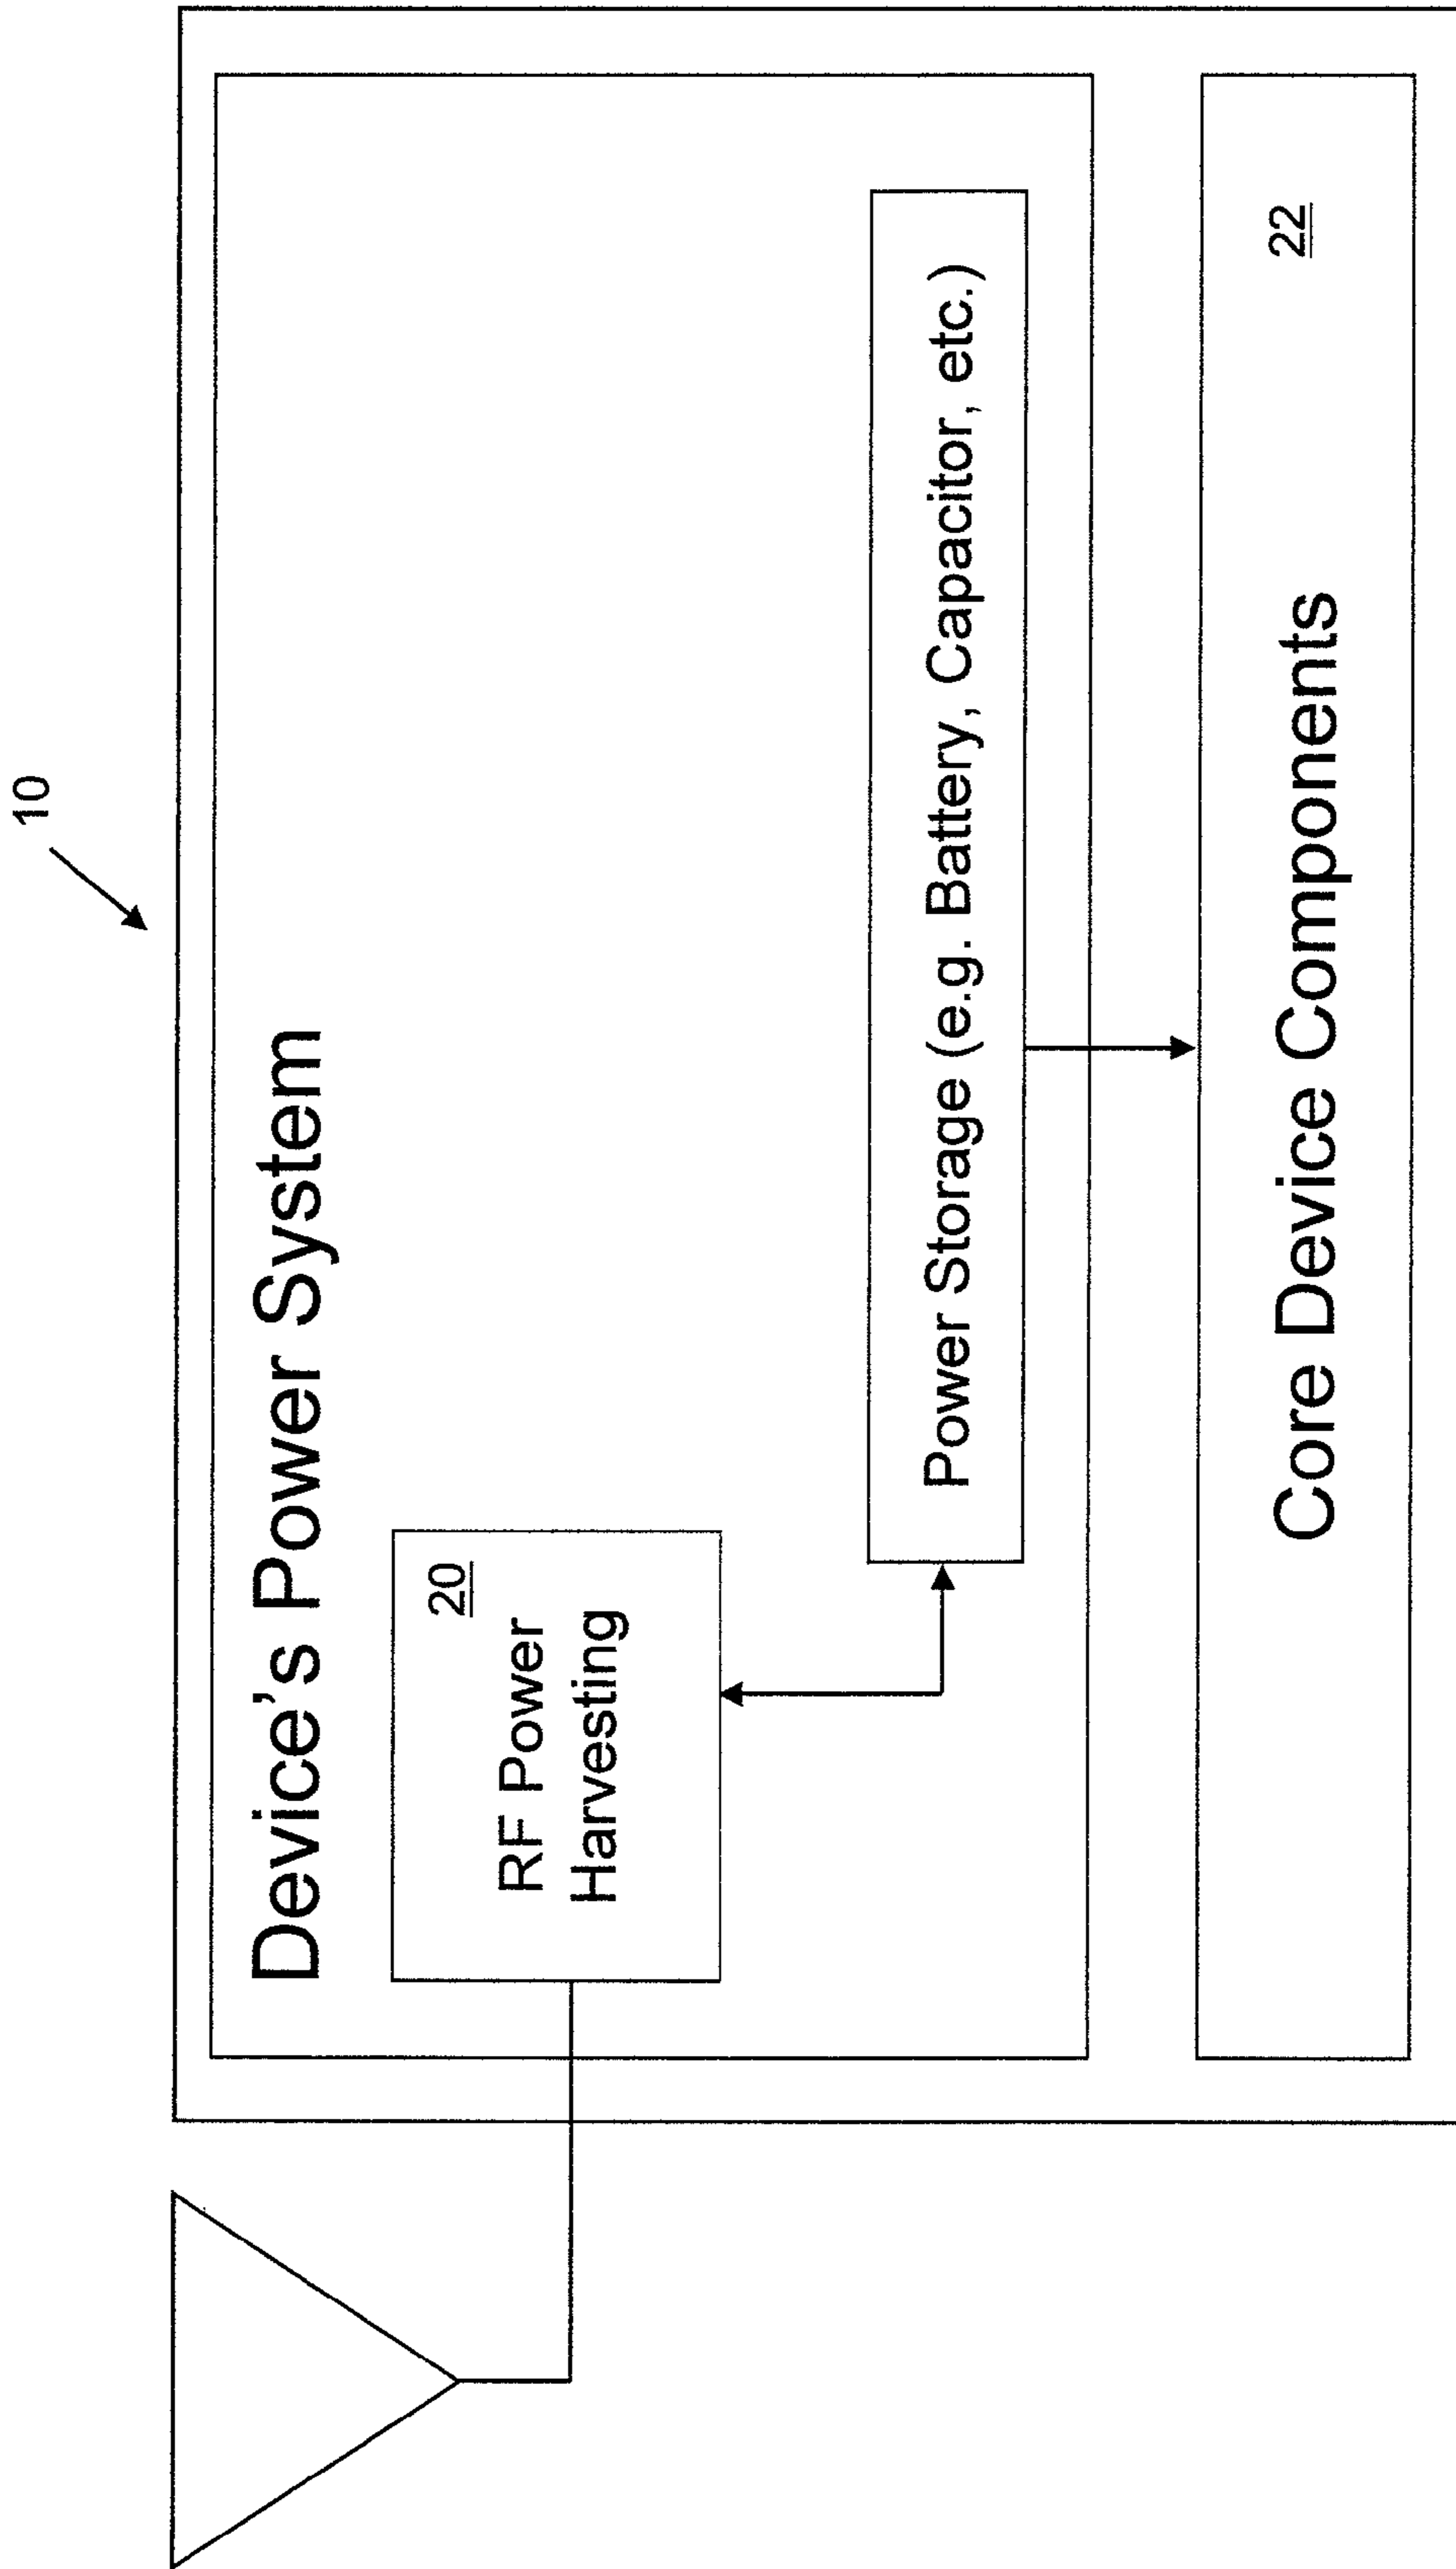 10
Device's Power System
20
RF Power
Harvesting
Power Storage (e.g. Battery, Capacitor, etc.)
22
Core Device Components